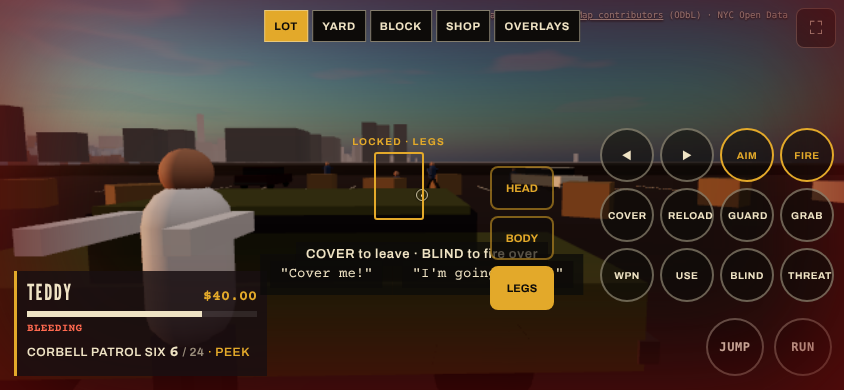 LOT YARD BLOCK SHOP OVERLAYS
ap contributors (ODbL) · NYC Open Data
LOCKED · LEGS
◀ ▶ AIM FIRE
HEAD
COVER RELOAD GUARD GRAB
BODY
COVER to leave · BLIND to fire over
"Cover me!" "I'm goin "
WPN USE BLIND THREAT
LEGS
TEDDY $40.00
BLEEDING
CORBELL PATROL SIX 6 / 24 · PEEK
JUMP RUN